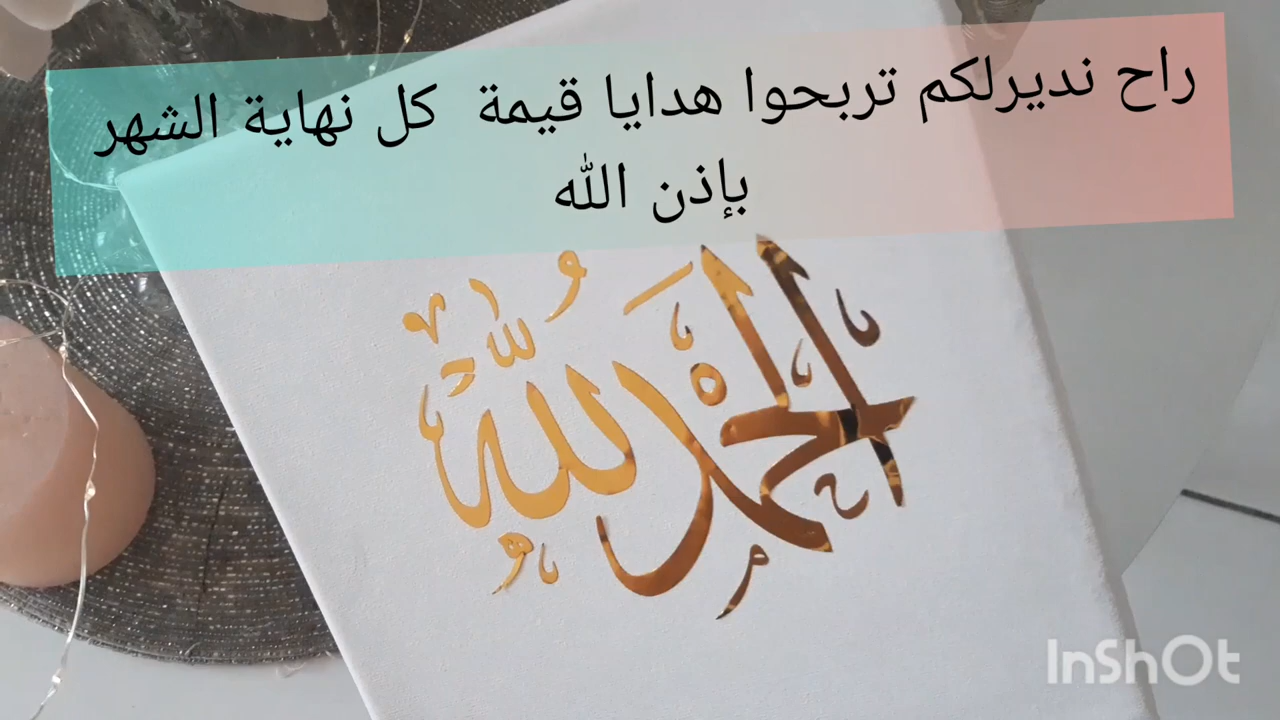 راح نديرلكم تربحوا هدايا قيمة كل نهاية الشهر
بإذن الله
الحمد لله
InShOt